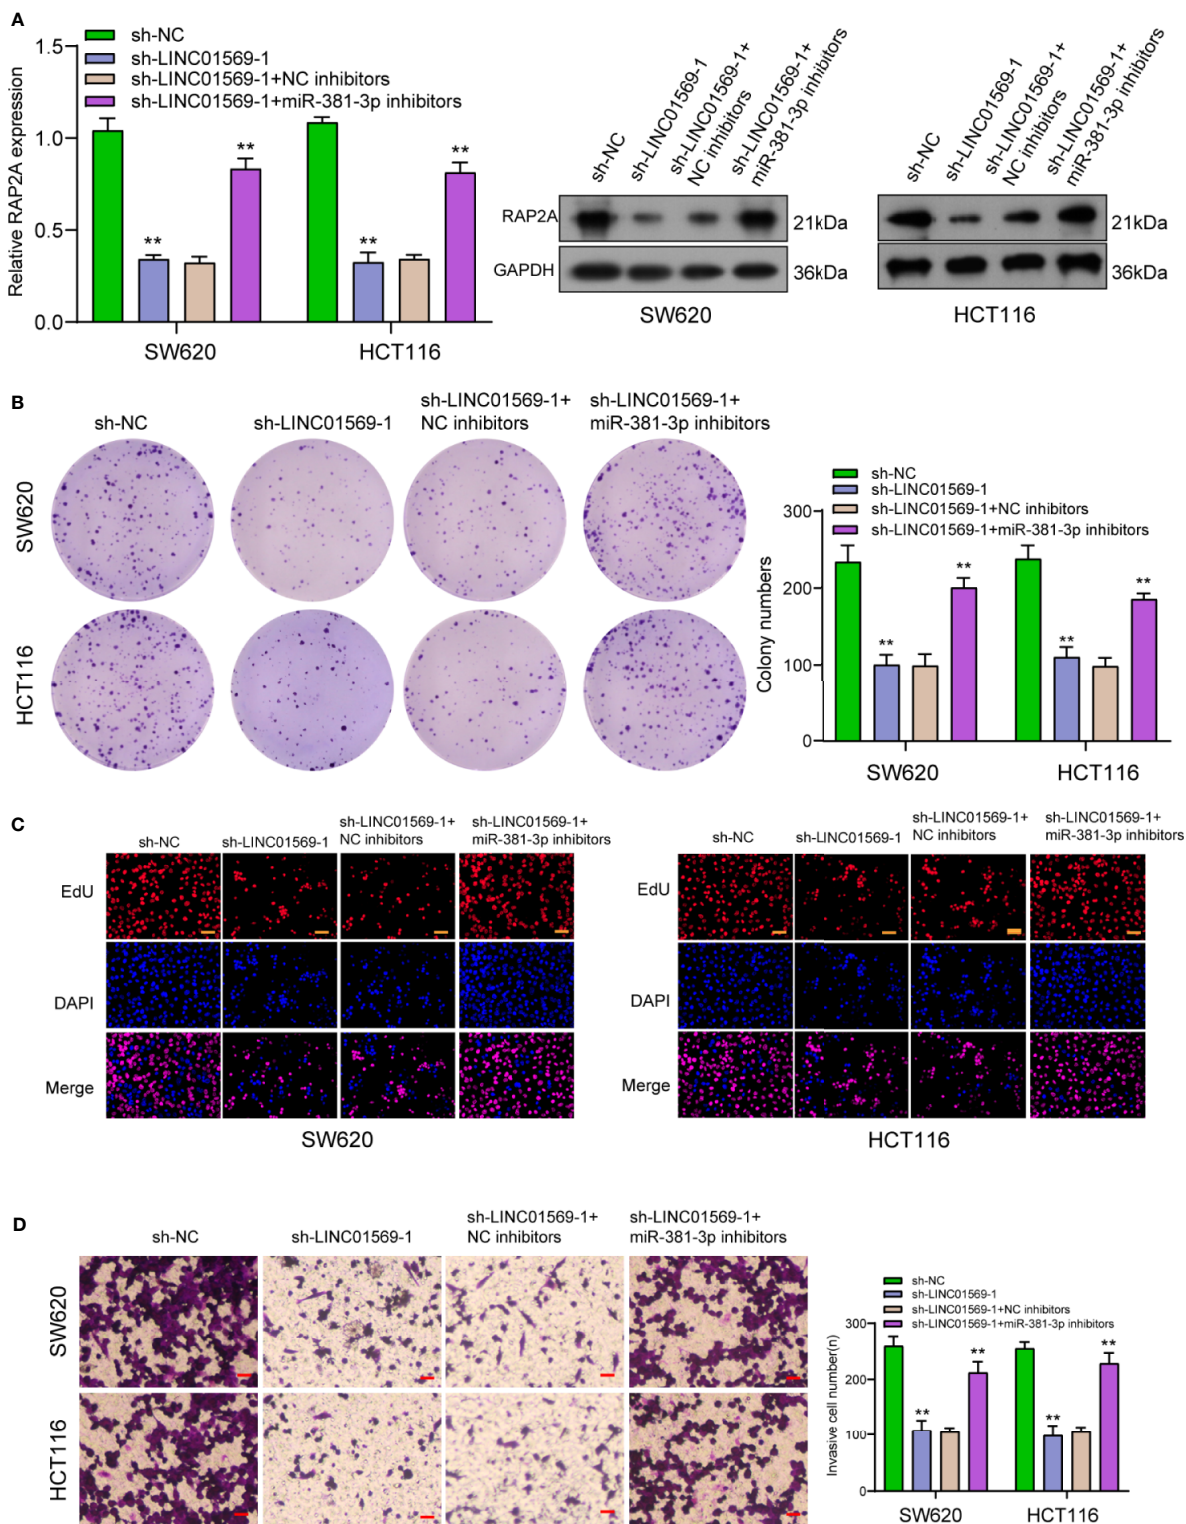 A
sh-NC
sh-LINC01569-1
sh-LINC01569-1+NC inhibitors
sh-LINC01569-1+miR-381-3p inhibitors
Relative RAP2A expression
1.5
1.0
0.5
0.0
** ** ** **
SW620 HCT116
sh-NC
sh-LINC01569-1
sh-LINC01569-1+
NC inhibitors
sh-LINC01569-1+
miR-381-3p inhibitors
RAP2A 21kDa
GAPDH 36kDa
SW620
sh-NC
sh-LINC01569-1
sh-LINC01569-1+
NC inhibitors
sh-LINC01569-1+
miR-381-3p inhibitors
21kDa
36kDa
HCT116
B
sh-NC
sh-LINC01569-1
sh-LINC01569-1+
NC inhibitors
sh-LINC01569-1+
miR-381-3p inhibitors
SW620
HCT116
sh-NC
sh-LINC01569-1
sh-LINC01569-1+NC inhibitors
sh-LINC01569-1+miR-381-3p inhibitors
Colony numbers
300
200
100
0
** ** ** **
SW620 HCT116
C
sh-NC
sh-LINC01569-1
sh-LINC01569-1+
NC inhibitors
sh-LINC01569-1+
miR-381-3p inhibitors
EdU
DAPI
Merge
SW620
sh-NC
sh-LINC01569-1
sh-LINC01569-1+
NC inhibitors
sh-LINC01569-1+
miR-381-3p inhibitors
EdU
DAPI
Merge
HCT116
D
sh-NC
sh-LINC01569-1
sh-LINC01569-1+
NC inhibitors
sh-LINC01569-1+
miR-381-3p inhibitors
SW620
HCT116
sh-NC
sh-LINC01569-1
sh-LINC01569-1+NC inhibitors
sh-LINC01569-1+miR-381-3p inhibitors
Invasive cell number(n)
300
200
100
0
** ** ** **
SW620 HCT116